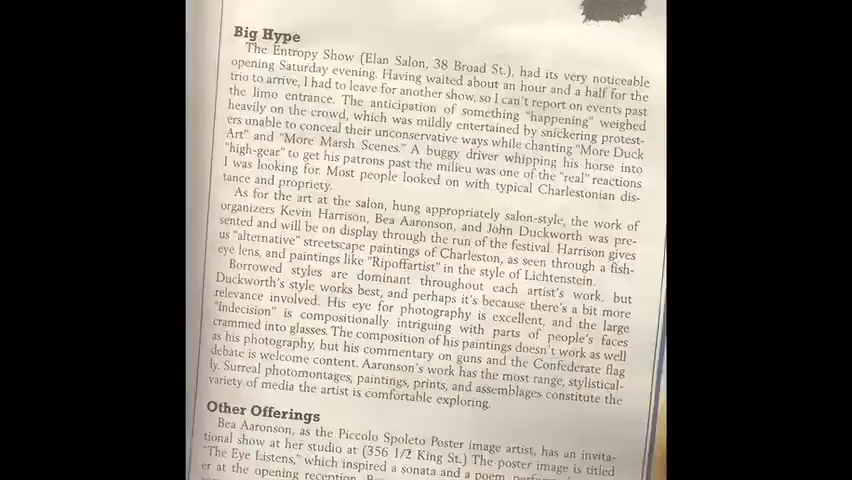 Big Hype
The Entropy Show (Elan Salon, 38 Broad St.), had its very noticeable
opening Saturday evening. Having waited about an hour and a half for the
trio to arrive, I had to leave for another show, so I can't report on events past
the limo entrance. The anticipation of something "happening" weighed
heavily on the crowd, which was mildly entertained by snickering protest-
ers unable to conceal their unconservative ways while chanting "More Duck
Art" and "More Marsh Scenes." A buggy driver whipping his horse into
"high-gear" to get his patrons past the milieu was one of the "real" reactions
I was looking for. Most people looked on with typical Charlestonian dis-
tance and propriety.
As for the art at the salon, hung appropriately salon-style, the work of
organizers Kevin Harrison, Bea Aaronson, and John Duckworth was pre-
sented and will be on display through the run of the festival. Harrison gives
us "alternative" streetscape paintings of Charleston, as seen through a fish-
eye lens, and paintings like "Ripoffartist" in the style of Lichtenstein.
Borrowed styles are dominant throughout each artist's work, but
Duckworth's style works best, and perhaps it's because there's a bit more
relevance involved. His eye for photography is excellent, and the large
"Indecision" is compositionally intriguing with parts of people's faces
crammed into glasses. The composition of his paintings doesn't work as well
as his photography, but his commentary on guns and the Confederate flag
debate is welcome content. Aaronson's work has the most range, stylistical-
ly. Surreal photomontages, paintings, prints, and assemblages constitute the
variety of media the artist is comfortable exploring.
Other Offerings
Bea Aaronson, as the Piccolo Spoleto Poster image artist, has an invita-
tional show at her studio at (356 1/2 King St.) The poster image is titled
"The Eye Listens," which inspired a sonata and a poem
er at the opening reception.